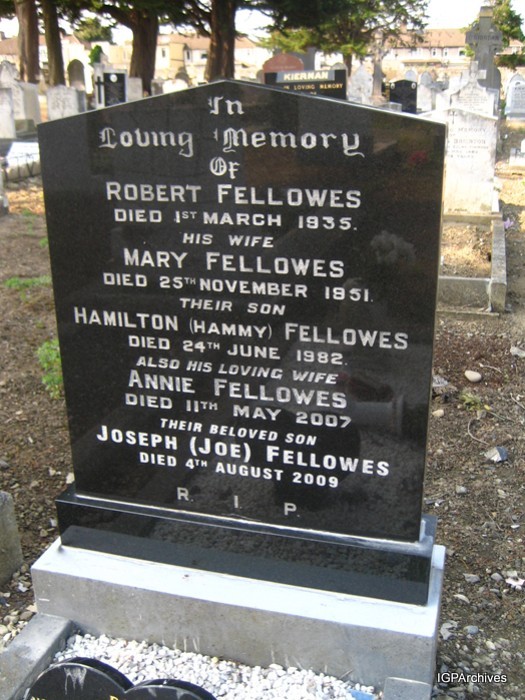 KIERNAN
IN LOVING MEMORY
In
Loving Memory
Of
ROBERT FELLOWES
DIED 1ST MARCH 1935.
HIS WIFE
MARY FELLOWES
DIED 25TH NOVEMBER 1951.
THEIR SON
HAMILTON (HAMMY) FELLOWES
DIED 24TH JUNE 1982.
ALSO HIS LOVING WIFE
ANNIE FELLOWES
DIED 11TH MAY 2007
THEIR BELOVED SON
JOSEPH (JOE) FELLOWES
DIED 4TH AUGUST 2009
R. I. P.
IGPArchives